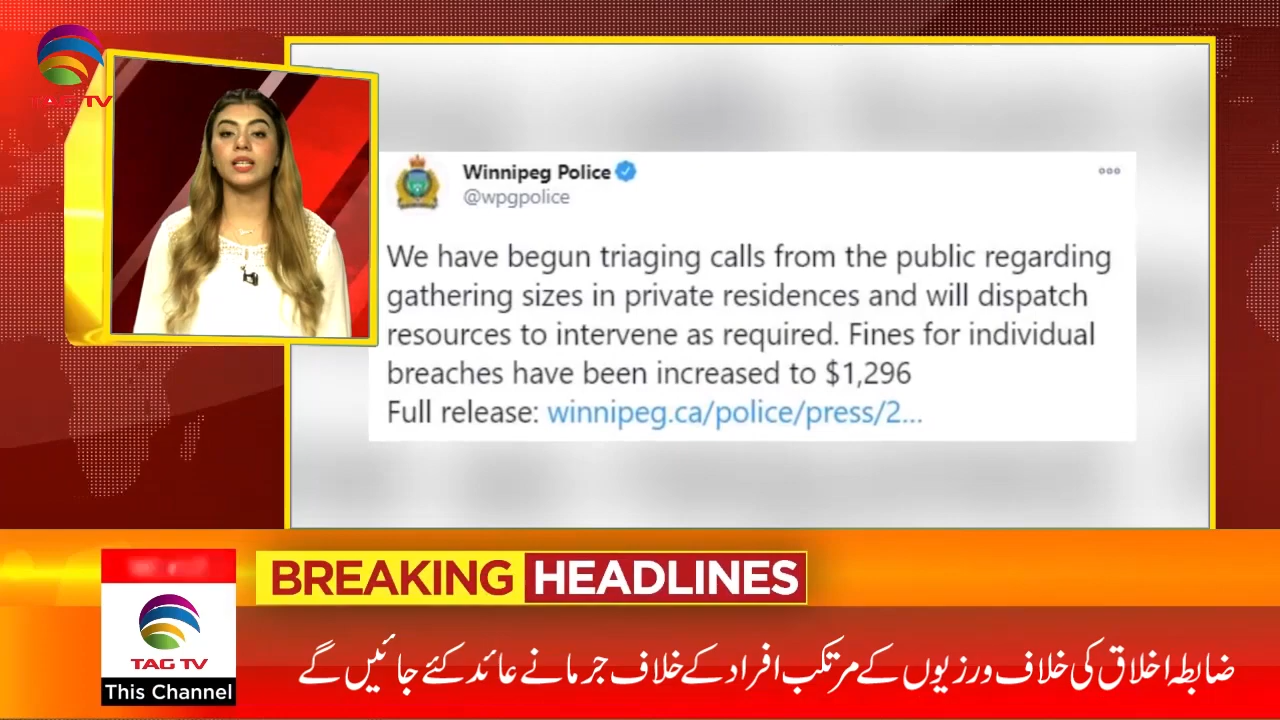 TAG TV
Winnipeg Police
@wpgpolice
We have begun triaging calls from the public regarding
gathering sizes in private residences and will dispatch
resources to intervene as required. Fines for individual
breaches have been increased to $1,296
Full release: winnipeg.ca/police/press/2...
BREAKING HEADLINES
TAG TV
This Channel
ضابطہ اخلاق کی خلاف ورزیوں کے مرتکب افراد کے خلاف جرمانے عائد کئے جائیں گے